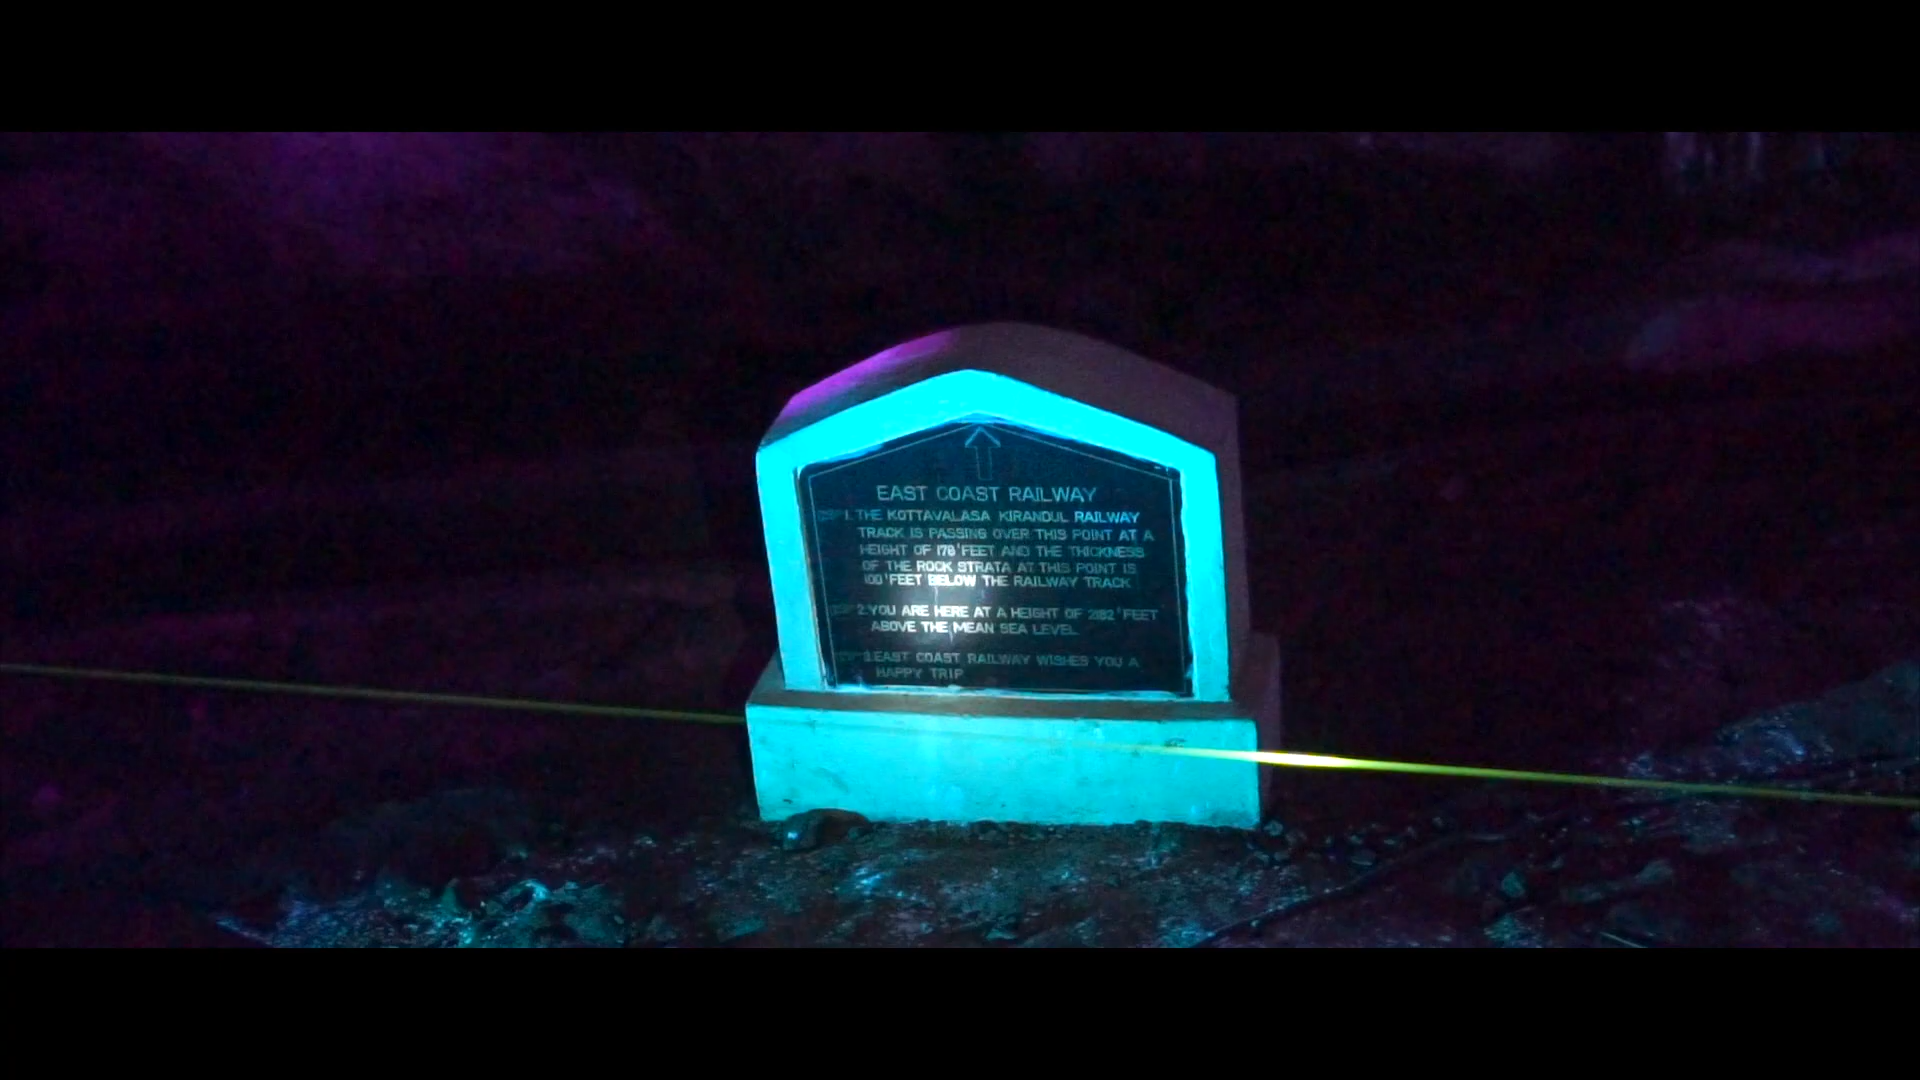 EAST COAST RAILWAY
1. THE KOTTAVALASA KIRANDUL RAILWAY
TRACK IS PASSING OVER THIS POINT AT A
HEIGHT OF 176' FEET AND THE THICKNESS
OF THE ROCK STRATA AT THIS POINT IS
100' FEET BELOW THE RAILWAY TRACK
2. YOU ARE HERE AT A HEIGHT OF 2182' FEET
ABOVE THE MEAN SEA LEVEL
3. EAST COAST RAILWAY WISHES YOU A
HAPPY TRIP